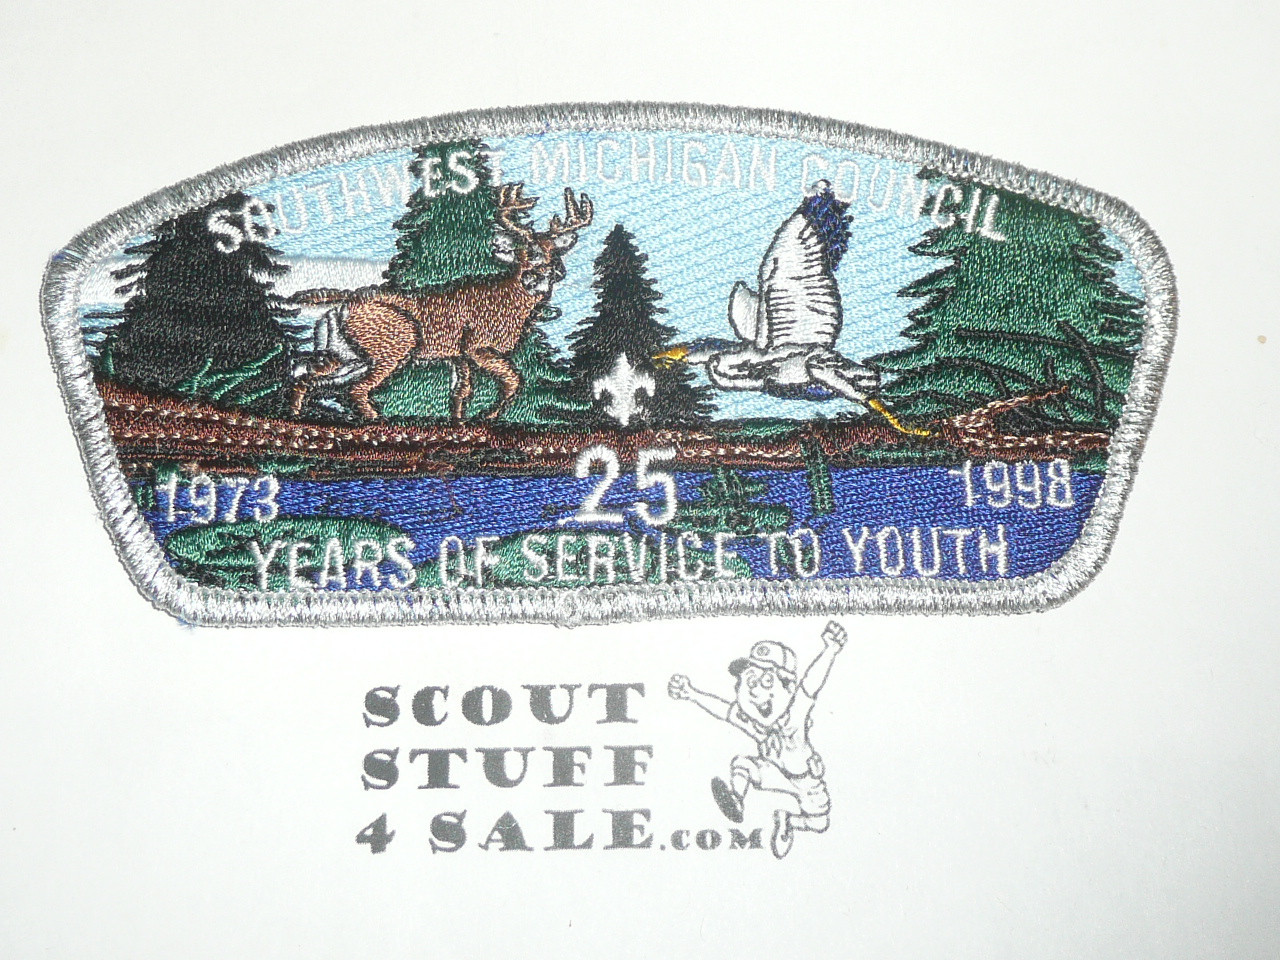 SOUTHWEST MICHIGAN COUNCIL
1973 25 1998
YEARS OF SERVICE TO YOUTH
SCOUT
STUFF
4 SALE.COM